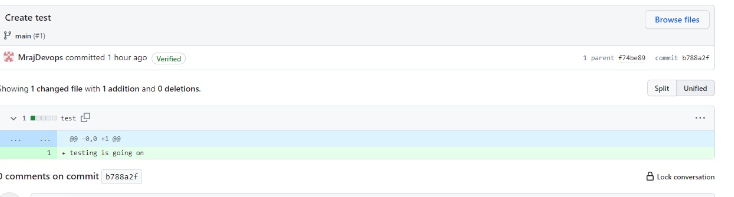 Create test
Browse files
main (#1)
MrajDevops committed 1 hour ago Verified
1 parent f74be89 commit b788a2f
Showing 1 changed file with 1 addition and 0 deletions.
Split Unified
1 test
... ... @@ -0,0 +1 @@
1 + testing is going on
0 comments on commit b788a2f
Lock conversation